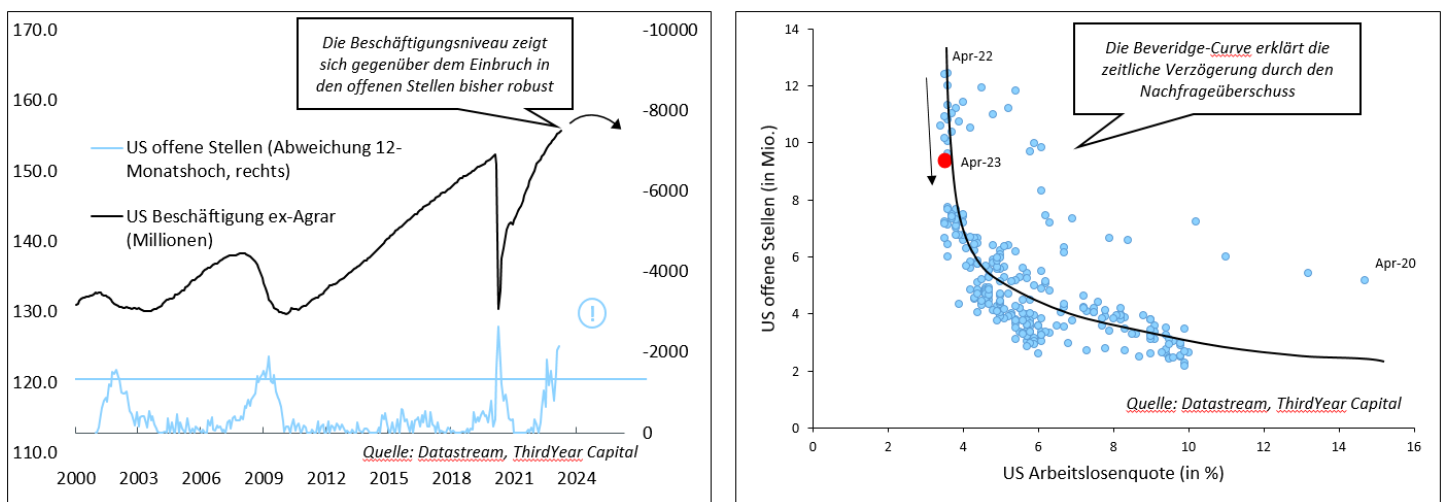 170.0
160.0
150.0
140.0
130.0
120.0
110.0
Die Beschäftigungsniveau zeigt
sich gegenüber dem Einbruch in
den offenen Stellen bisher robust
US offene Stellen (Abweichung 12-
Monatshoch, rechts)
US Beschäftigung ex-Agrar
(Millionen)
!
-10000
-8000
-6000
-4000
-2000
0
Quelle: Datastream, ThirdYear Capital
2000 2003 2006 2009 2012 2015 2018 2021 2024
US offene Stellen (in Mio.)
14
12
10
8
6
4
2
0
Die Beveridge-Curve erklärt die
zeitliche Verzögerung durch den
Nachfrageüberschuss
Apr-22
Apr-23
Apr-20
Quelle: Datastream, ThirdYear Capital
0 2 4 6 8 10 12 14 16
US Arbeitslosenquote (in %)